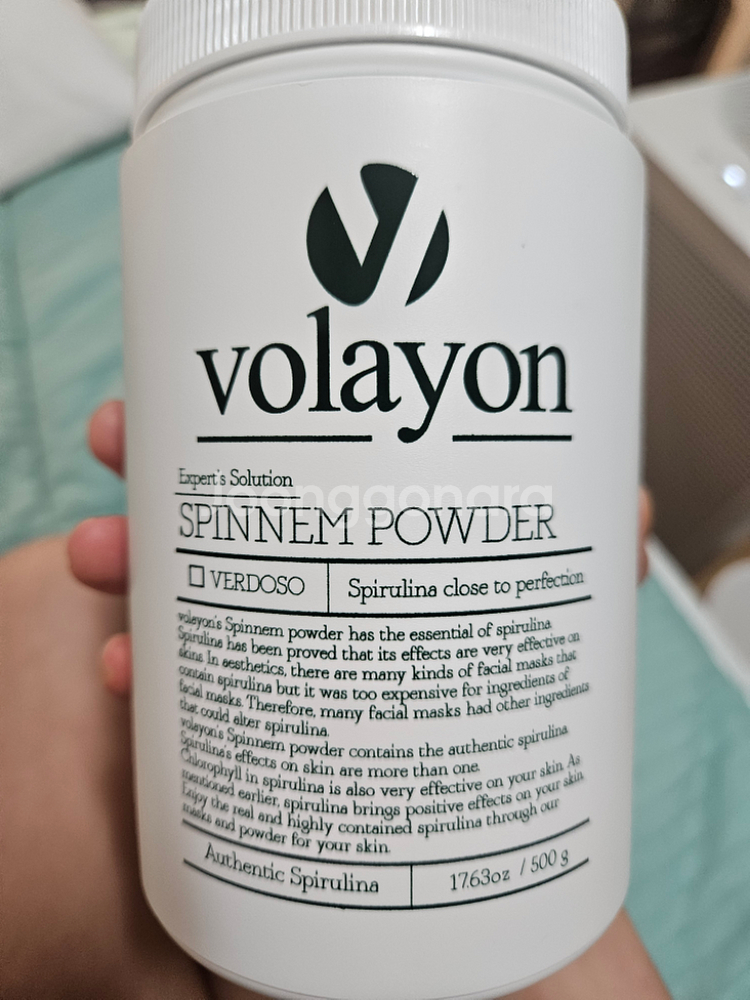 volayon
Expert's Solution
joonggonara
SPINNEM POWDER
VERDOSO
Spirulina close to perfection
volayon's Spinnem powder has the essential of spirulina.
Spirulina has been proved that its effects are very effective on
skins. In aesthetics, there are many kinds of facial masks that
contain spirulina but it was too expensive for ingredients of
facial masks. Therefore, many facial masks had other ingredients
that could alter spirulina.
volayon's Spinnem powder contains the authentic spirulina.
Spirulina's effects on skin are more than one.
Chlorophyll in spirulina is also very effective on your skin. As
mentioned earlier, spirulina brings positive effects on your skin.
Enjoy the real and highly contained spirulina through our
masks and powder for your skin.
Authentic Spirulina
17.63oz / 500 g